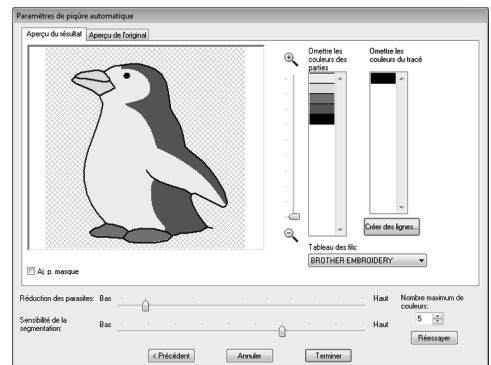 Paramètres de piqûre automatique
Aperçu du résultat
Aperçu de l'original
Omettre les
couleurs des
parties
Omettre les
couleurs du tracé
Créer des lignes...
Tableau des fils:
BROTHER EMBROIDERY
Aj. p. masque
Réduction des parasites: Bas Haut
Nombre maximum de
couleurs:
5
Sensibilité de la
segmentation: Bas Haut
Réessayer
< Précédent
Annuler
Terminer